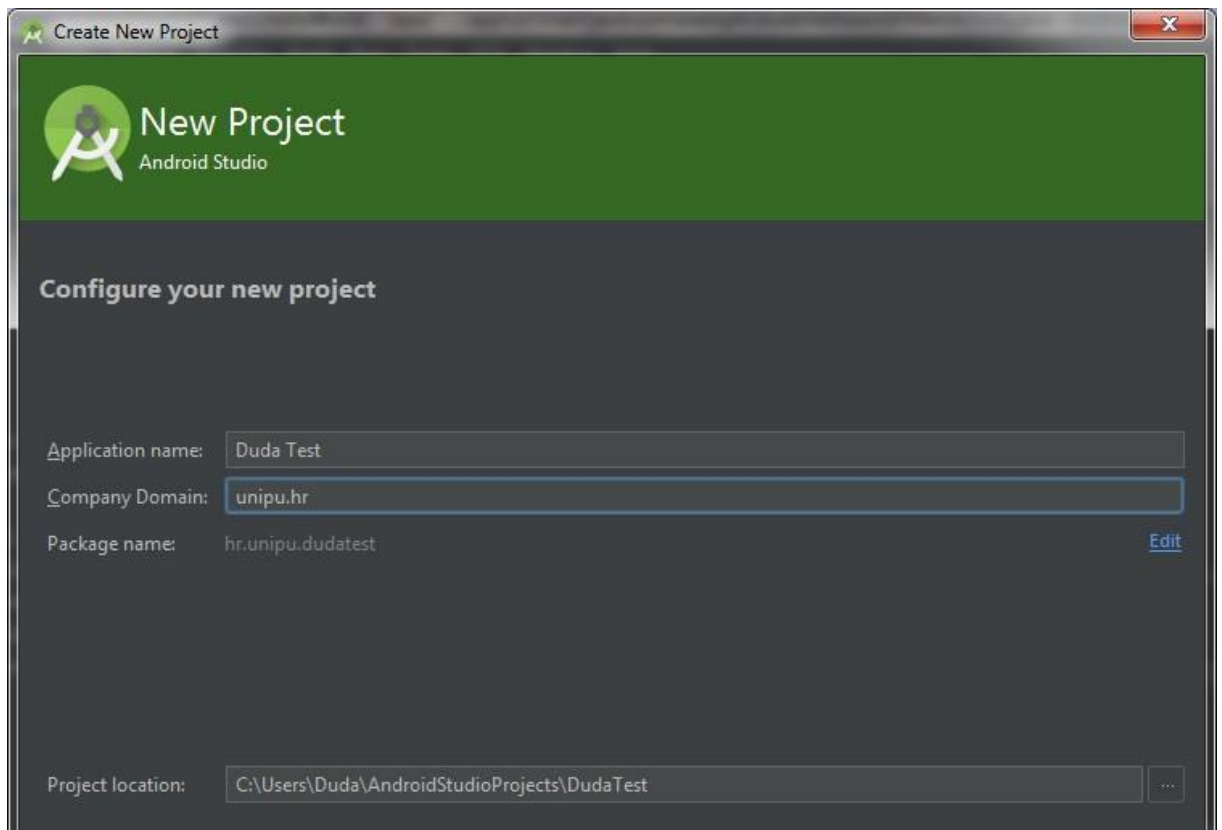 Create New Project
New Project
Android Studio
Configure your new project
Application name: Duda Test
Company Domain: unipu.hr
Package name: hr.unipu.dudatest Edit
Project location: C:\Users\Duda\AndroidStudioProjects\DudaTest ...